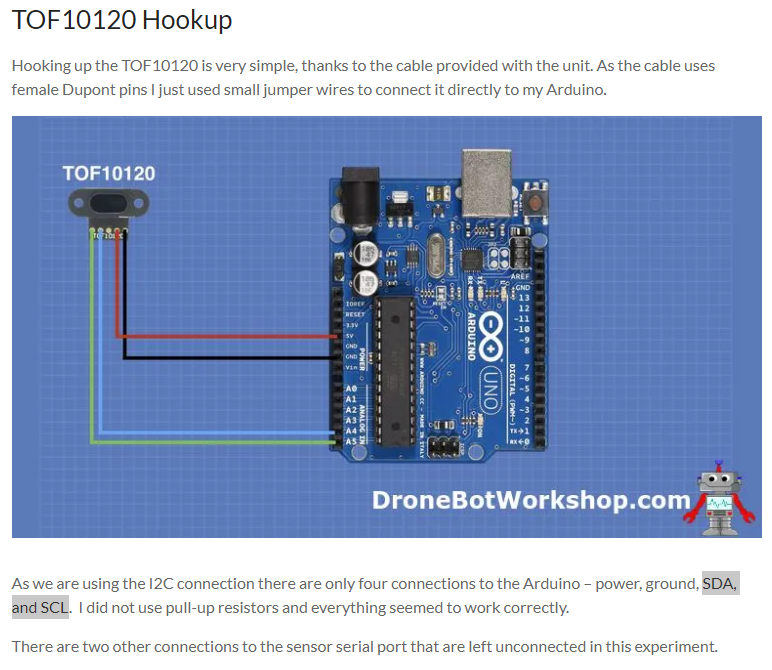 TOF10120 Hookup
Hooking up the TOF10120 is very simple, thanks to the cable provided with the unit. As the cable uses
female Dupont pins I just used small jumper wires to connect it directly to my Arduino.
TOF10120
IOREF
RESET
3.3V
5V
GND
GND
Vin
POWER
A0
A1
A2
A3
A4
A5
ANALOG IN
ARDUINO
UNO
WWW.ARDUINO.CC - MADE IN ITALY
AREF
GND
13
12
~11
~10
~9
8
7
~6
~5
4
~3
2
TX→1
RX←0
DIGITAL (PWM~)
DroneBotWorkshop.com
As we are using the I2C connection there are only four connections to the Arduino – power, ground, SDA,
and SCL.  I did not use pull-up resistors and everything seemed to work correctly.
There are two other connections to the sensor serial port that are left unconnected in this experiment.